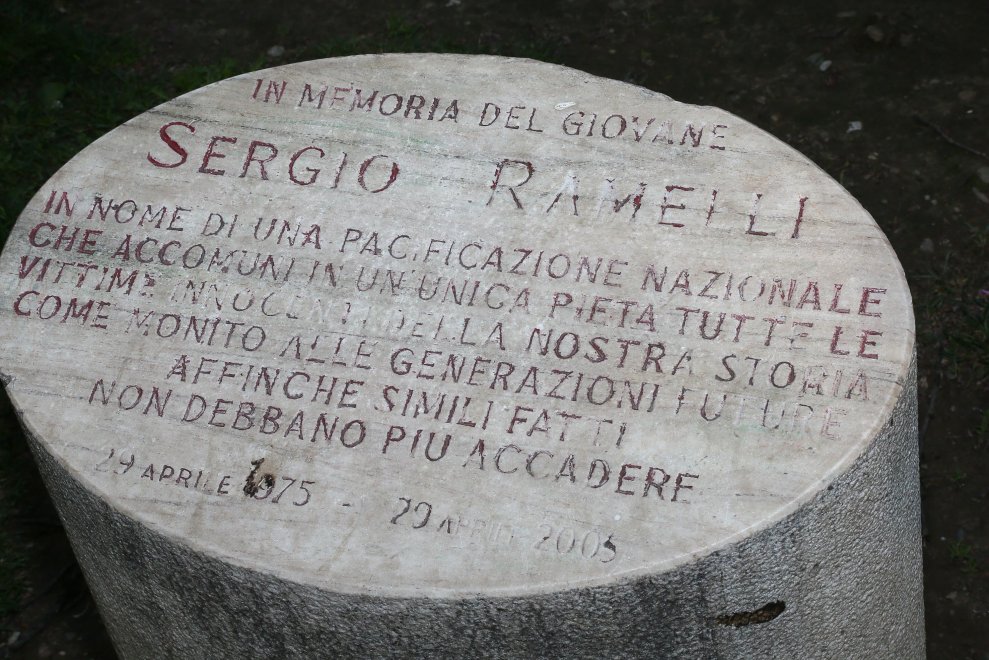 IN MEMORIA DEL GIOVANE
SERGIO RAMELLI
IN NOME DI UNA PACIFICAZIONE NAZIONALE
CHE ACCOMUNI IN UN'UNICA PIETA TUTTE LE
VITTIME INNOCENTI DELLA NOSTRA STORIA
COME MONITO ALLE GENERAZIONI FUTURE
AFFINCHE SIMILI FATTI
NON DEBBANO PIU ACCADERE
29 APRILE 1975 - 29 APRILE 2005